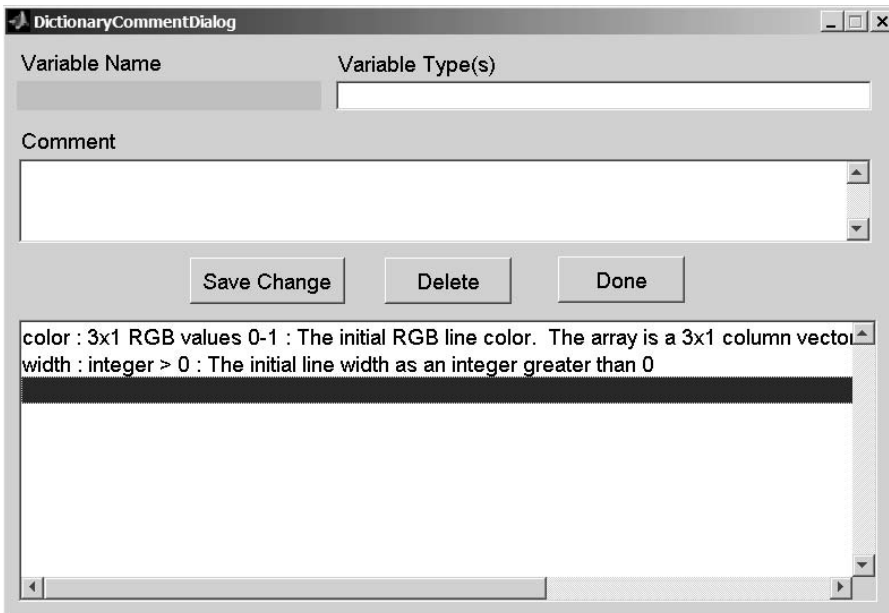 DictionaryCommentDialog
Variable Name
Variable Type(s)
Comment
Save Change
Delete
Done
color : 3x1 RGB values 0-1 : The initial RGB line color. The array is a 3x1 column vector
width : integer > 0 : The initial line width as an integer greater than 0